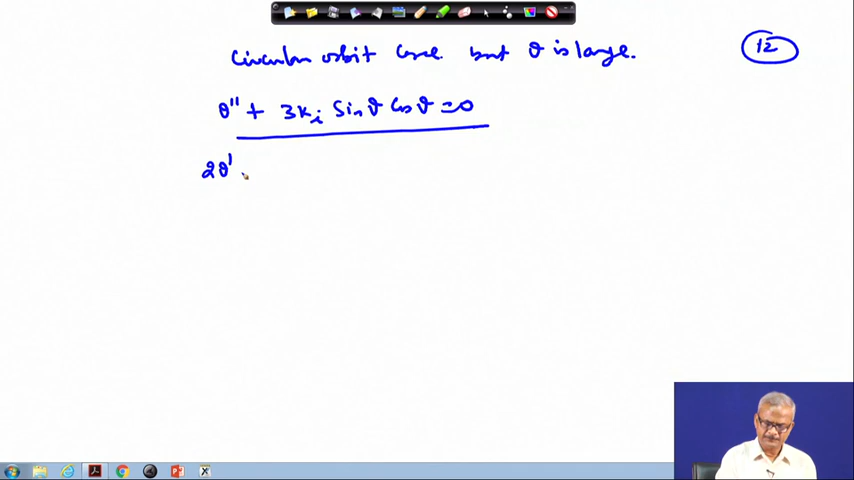 Circular orbit case but θ is large.
12
θ'' + 3K_i Sinθ Cosθ = 0
2θ'